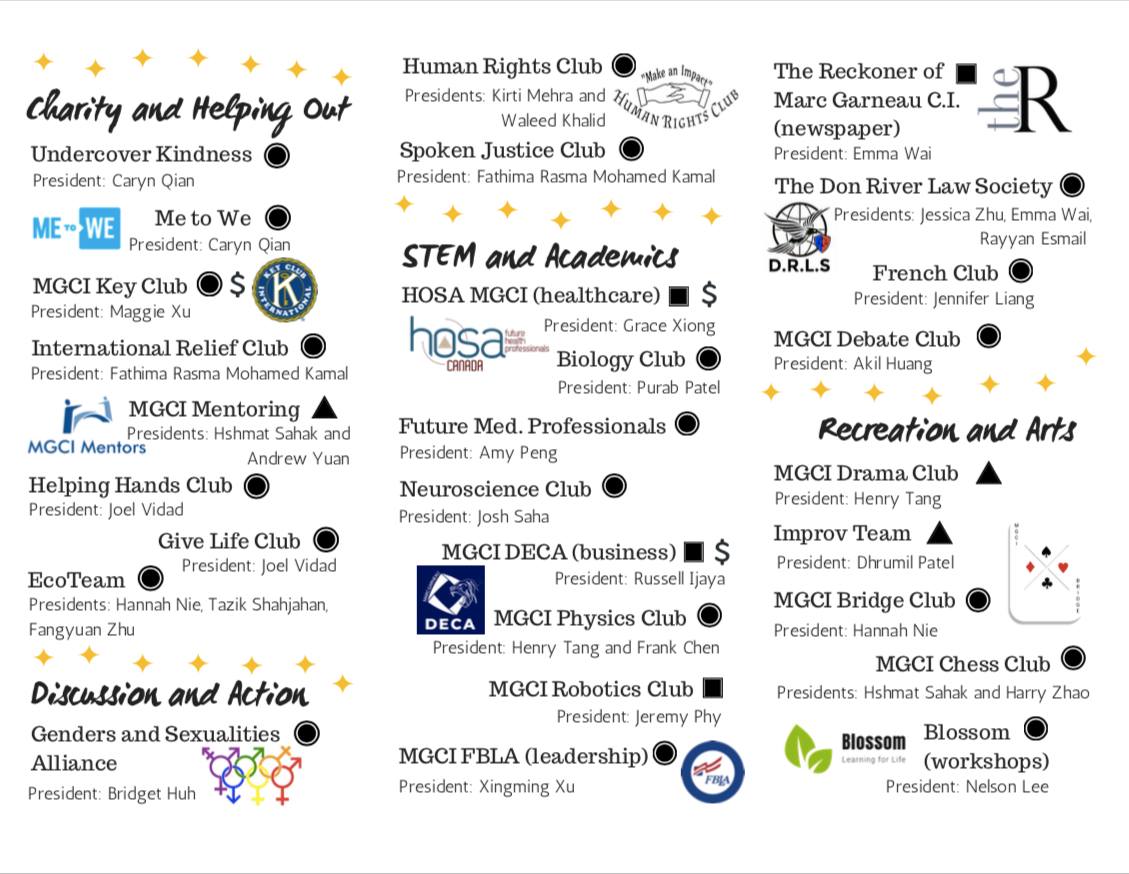 Charity and Helping Out
Undercover Kindness
President: Caryn Qian
ME TO WE
Me to We
President: Caryn Qian
MGCI Key Club $
KEY CLUB
K
INTERNATIONAL
President: Maggie Xu
International Relief Club
President: Fathima Rasma Mohamed Kamal
MGCI Mentoring
MGCI Mentors
Presidents: Hshmat Sahak and
Andrew Yuan
Helping Hands Club
President: Joel Vidad
Give Life Club
President: Joel Vidad
EcoTeam
Presidents: Hannah Nie, Tazik Shahjahan,
Fangyuan Zhu
Discussion and Action
Genders and Sexualities
Alliance
President: Bridget Huh
Human Rights Club
Presidents: Kirti Mehra and
Waleed Khalid
"Make an Impact"
HUMAN RIGHTS CLUB
Spoken Justice Club
President: Fathima Rasma Mohamed Kamal
STEM and Academics
HOSA MGCI (healthcare) $
President: Grace Xiong
hosa future
health
professionals
CANADA
Biology Club
President: Purab Patel
Future Med. Professionals
President: Amy Peng
Neuroscience Club
President: Josh Saha
MGCI DECA (business) $
President: Russell Ijaya
DECA
MGCI Physics Club
President: Henry Tang and Frank Chen
MGCI Robotics Club
President: Jeremy Phy
MGCI FBLA (leadership)
President: Xingming Xu
FBLA
The Reckoner of
Marc Garneau C.I.
(newspaper)
the R
President: Emma Wai
The Don River Law Society
Presidents: Jessica Zhu, Emma Wai,
Rayyan Esmail
D.R.L.S
French Club
President: Jennifer Liang
MGCI Debate Club
President: Akil Huang
Recreation and Arts
MGCI Drama Club
President: Henry Tang
Improv Team
President: Dhrumil Patel
MGCI
BRIDGE
MGCI Bridge Club
President: Hannah Nie
MGCI Chess Club
Presidents: Hshmat Sahak and Harry Zhao
Blossom
Learning for Life
Blossom
(workshops)
President: Nelson Lee